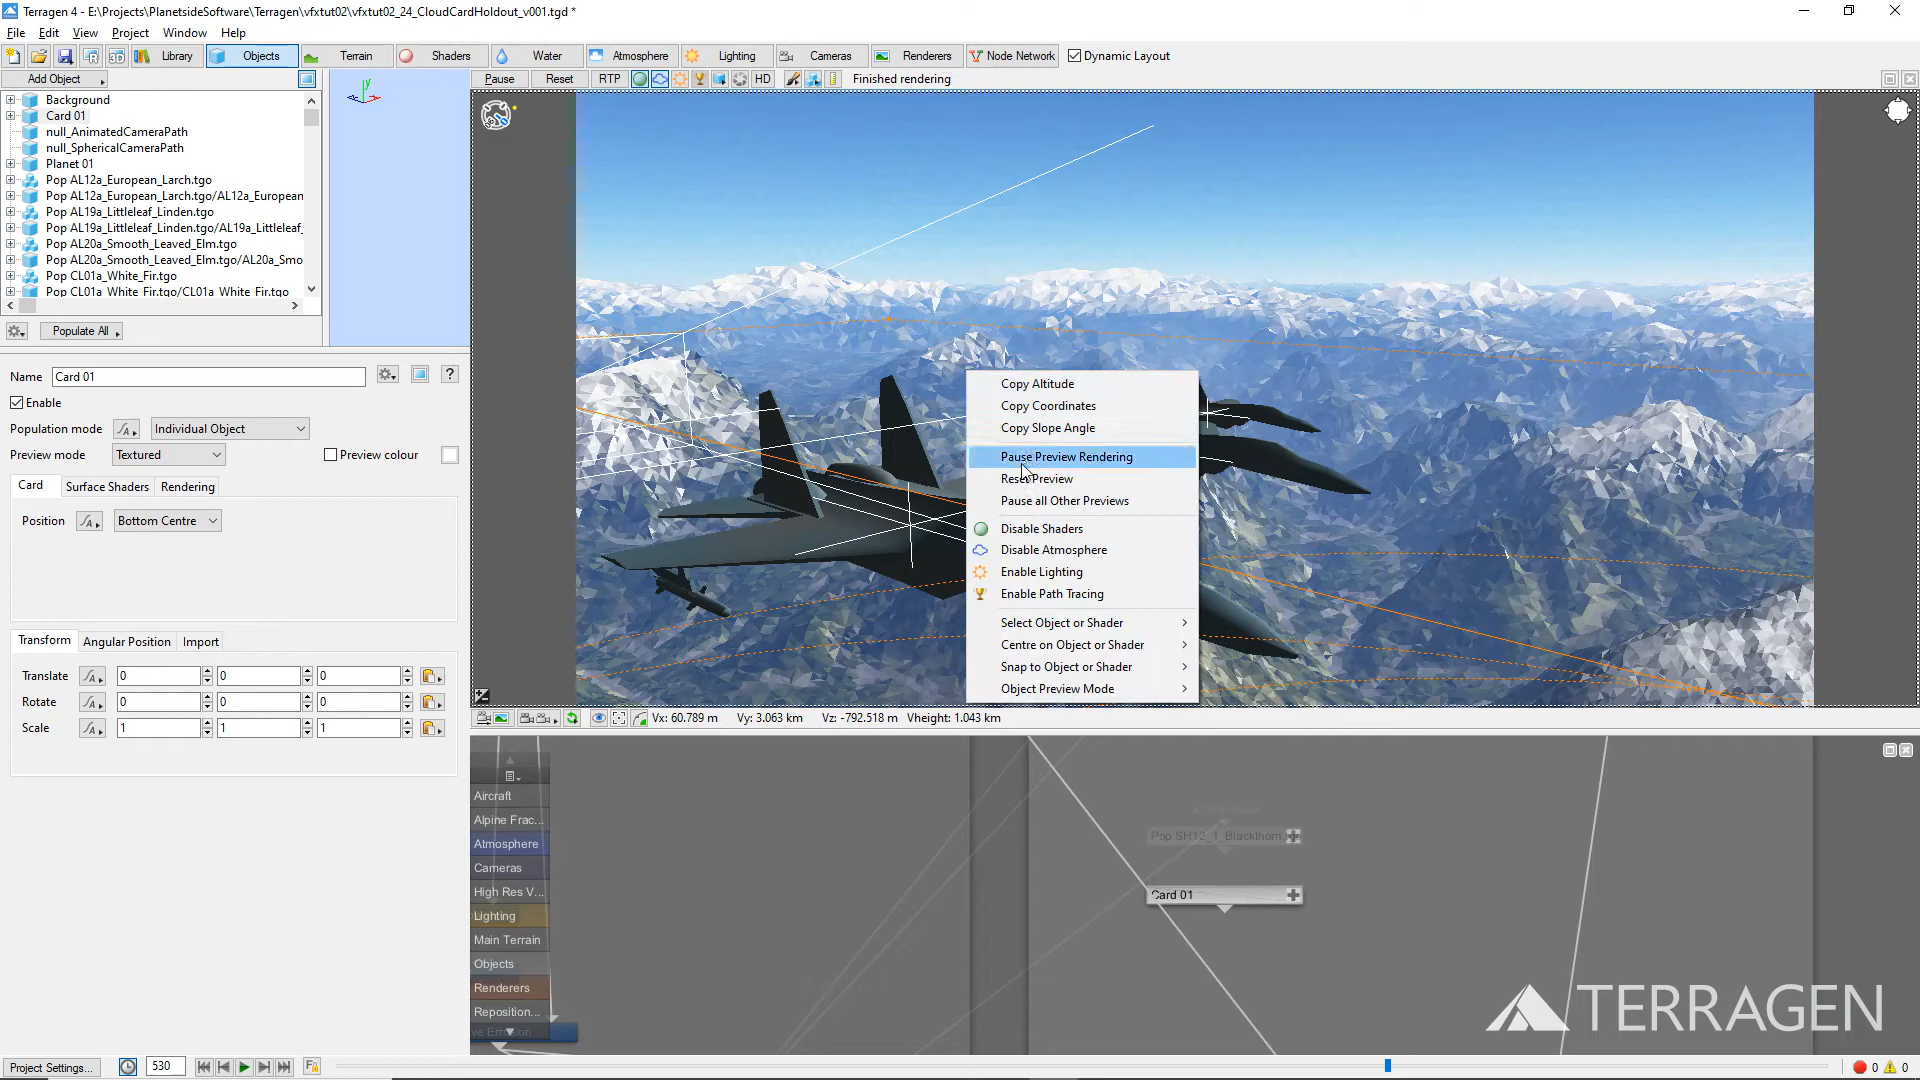 Terragen 4 - E:\Projects\PlanetsideSoftware\Terragen\vfxtut02\vfxtut02_24_CloudCardHoldout_v001.tgd *
File Edit View Project Window Help
Library Objects Terrain Shaders Water Atmosphere Lighting Cameras Renderers Node Network Dynamic Layout
Add Object
Pause Reset RTP HD Finished rendering
Background
Card 01
null_AnimatedCameraPath
null_SphericalCameraPath
Planet 01
Pop AL12a_European_Larch.tgo
Pop AL12a_European_Larch.tgo/AL12a_European
Pop AL19a_Littleleaf_Linden.tgo
Pop AL19a_Littleleaf_Linden.tgo/AL19a_Littleleaf_
Pop AL20a_Smooth_Leaved_Elm.tgo
Pop AL20a_Smooth_Leaved_Elm.tgo/AL20a_Smo
Pop CL01a_White_Fir.tgo
Pop CL01a_White_Fir.tgo/CL01a_White_Fir.tgo
Populate All
Name Card 01 ?
Enable
Population mode Individual Object
Preview mode Textured Preview colour
Card Surface Shaders Rendering
Position Bottom Centre
Transform Angular Position Import
Translate 0 0 0
Rotate 0 0 0
Scale 1 1 1
y
Copy Altitude
Copy Coordinates
Copy Slope Angle
Pause Preview Rendering
Reset Preview
Pause all Other Previews
Disable Shaders
Disable Atmosphere
Enable Lighting
Enable Path Tracing
Select Object or Shader
Centre on Object or Shader
Snap to Object or Shader
Object Preview Mode
Vx: 60.789 m Vy: 3.063 km Vz: -792.518 m Vheight: 1.043 km
Aircraft
Alpine Frac...
Atmosphere
Cameras
High Res V...
Lighting
Main Terrain
Objects
Renderers
Reposition...
Pop SH12_1_Blackthorn
Card 01
TERRAGEN
Project Settings... 530 0 0